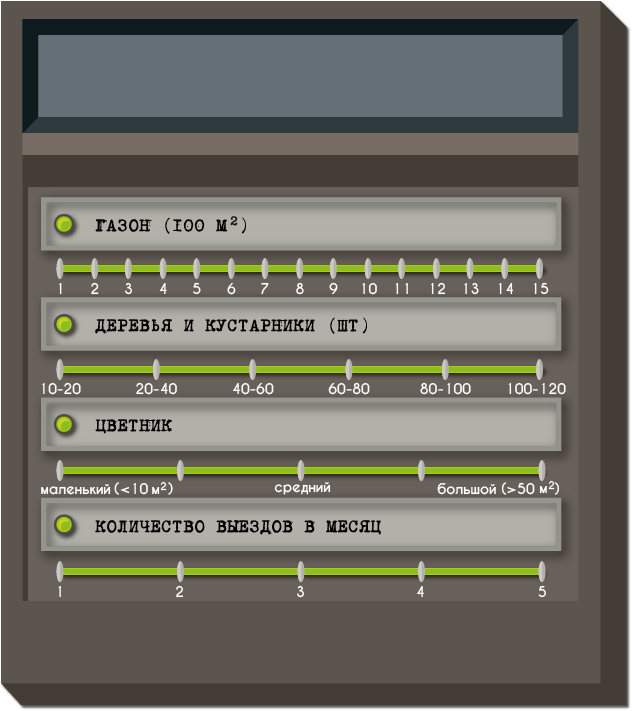 ГАЗОН (100 М²)
1 2 3 4 5 6 7 8 9 10 11 12 13 14 15
ДЕРЕВЬЯ И КУСТАРНИКИ (ШТ)
10-20 20-40 40-60 60-80 80-100 100-120
ЦВЕТНИК
маленький (<10 м²) средний большой (>50 м²)
КОЛИЧЕСТВО ВЫЕЗДОВ В МЕСЯЦ
1 2 3 4 5